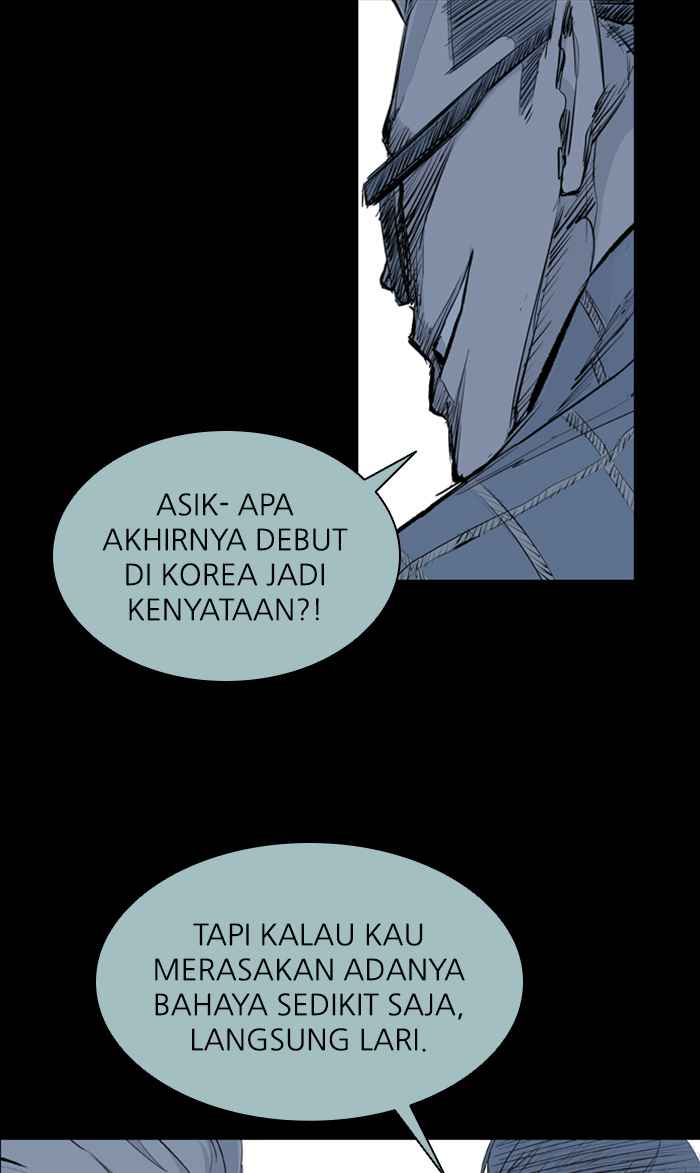 ASIK- APA
AKHIRNYA DEBUT
DI KOREA JADI
KENYATAAN?!
TAPI KALAU KAU
MERASAKAN ADANYA
BAHAYA SEDIKIT SAJA,
LANGSUNG LARI.